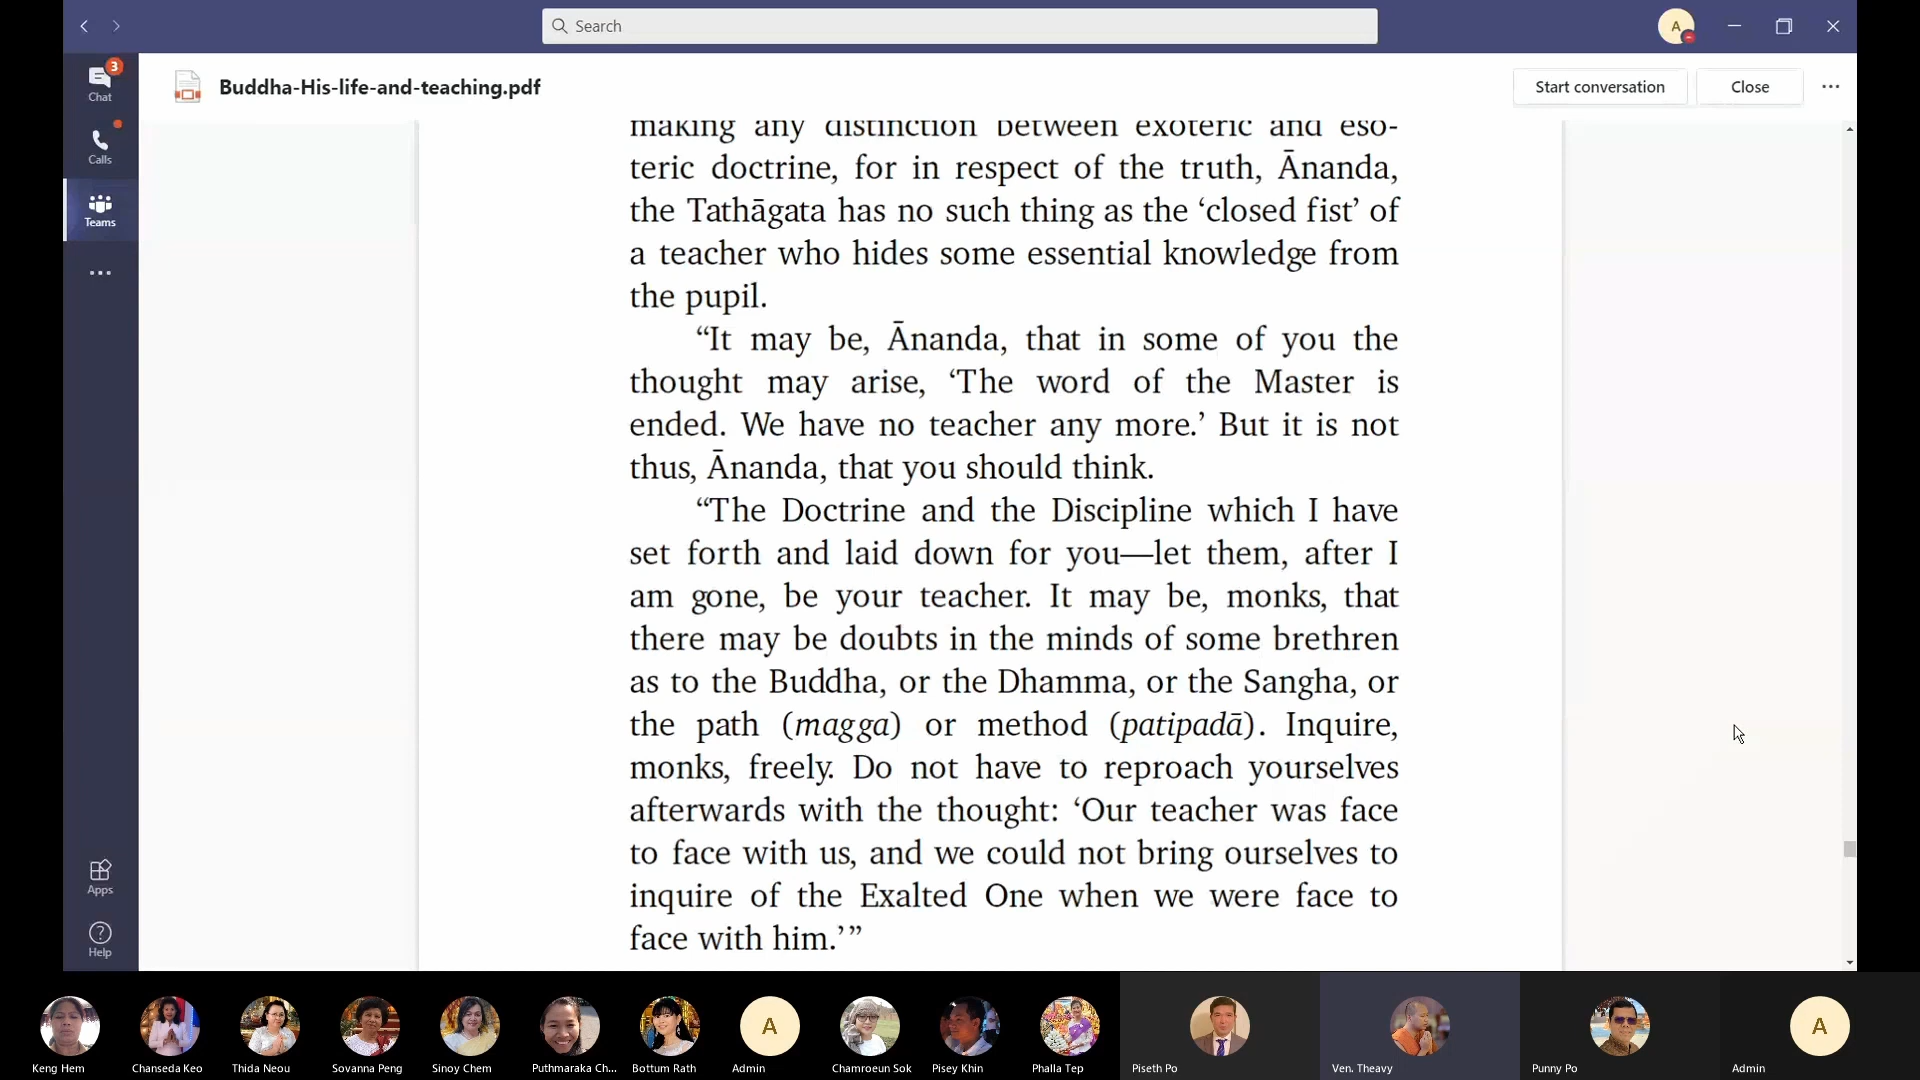 Search
A
3
Chat
Calls
Teams
Apps
Help
Buddha-His-life-and-teaching.pdf
Start conversation
Close
making any distinction between exoteric and eso-
teric doctrine, for in respect of the truth, Ānanda,
the Tathāgata has no such thing as the ‘closed fist’ of
a teacher who hides some essential knowledge from
the pupil.
“It may be, Ānanda, that in some of you the
thought may arise, ‘The word of the Master is
ended. We have no teacher any more.’ But it is not
thus, Ānanda, that you should think.
“The Doctrine and the Discipline which I have
set forth and laid down for you—let them, after I
am gone, be your teacher. It may be, monks, that
there may be doubts in the minds of some brethren
as to the Buddha, or the Dhamma, or the Sangha, or
the path (magga) or method (patipadā). Inquire,
monks, freely. Do not have to reproach yourselves
afterwards with the thought: ‘Our teacher was face
to face with us, and we could not bring ourselves to
inquire of the Exalted One when we were face to
face with him.’”
A
A
Keng Hem
Chanseda Keo
Thida Neou
Sovanna Peng
Sinoy Chem
Puthmaraka Ch...
Bottum Rath
Admin
Chamroeun Sok
Pisey Khin
Phalla Tep
Piseth Po
Ven. Theavy
Punny Po
Admin